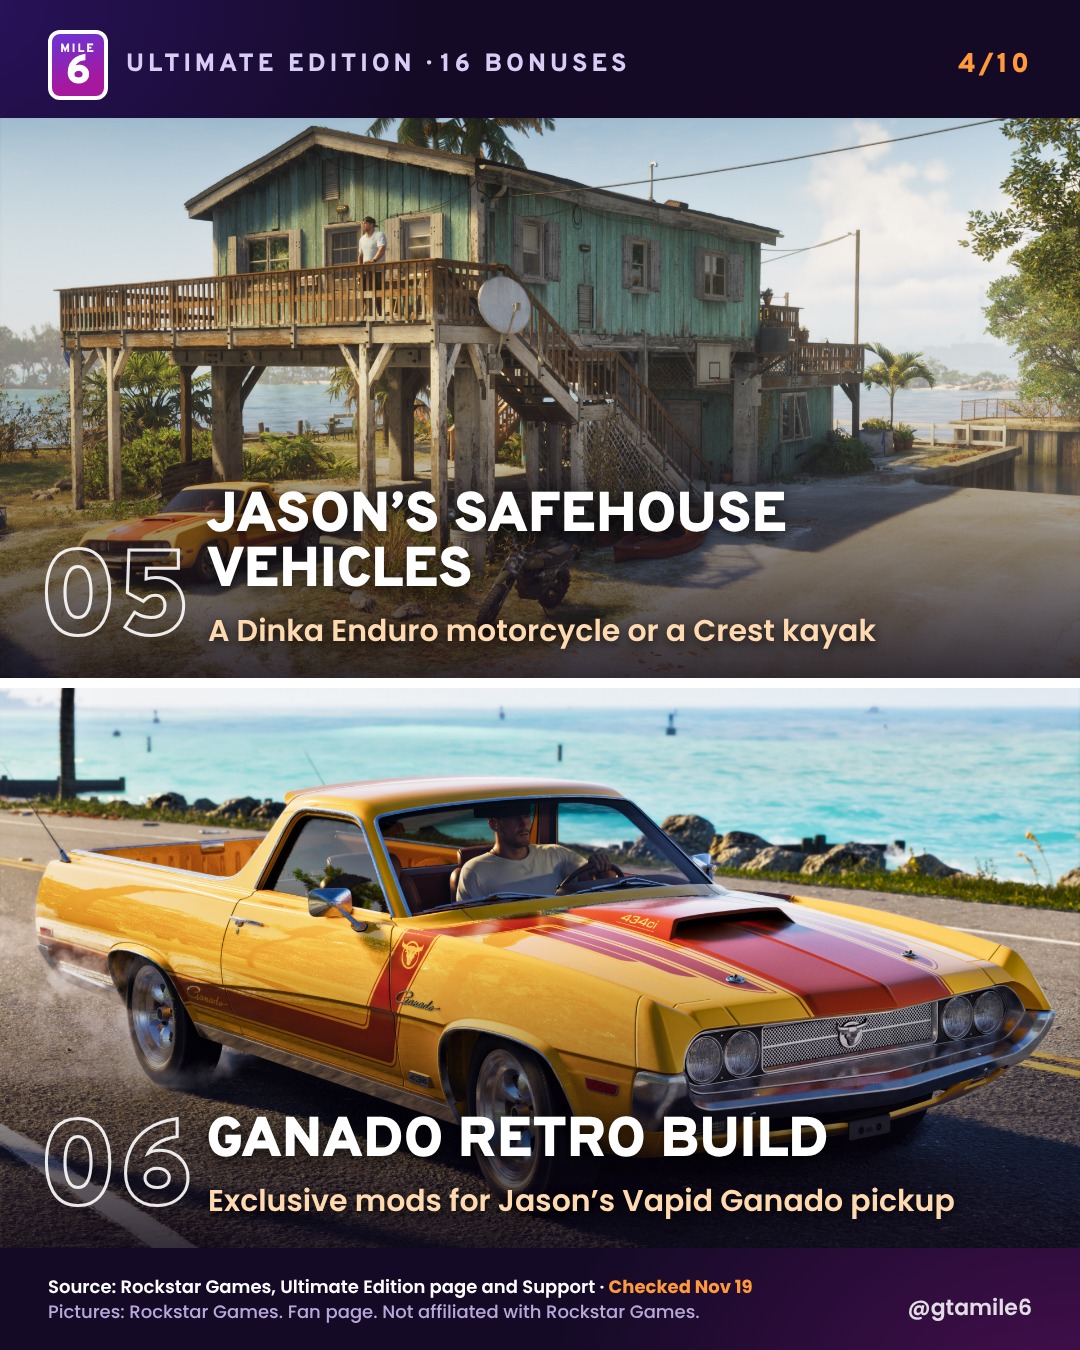 MILE
6
ULTIMATE EDITION · 16 BONUSES
4/10
05
JASON’S SAFEHOUSE
VEHICLES
A Dinka Enduro motorcycle or a Crest kayak
434ci
Ganado
Ganado
06
GANADO RETRO BUILD
Exclusive mods for Jason’s Vapid Ganado pickup
Source: Rockstar Games, Ultimate Edition page and Support · Checked Nov 19
Pictures: Rockstar Games. Fan page. Not affiliated with Rockstar Games.
@gtamile6